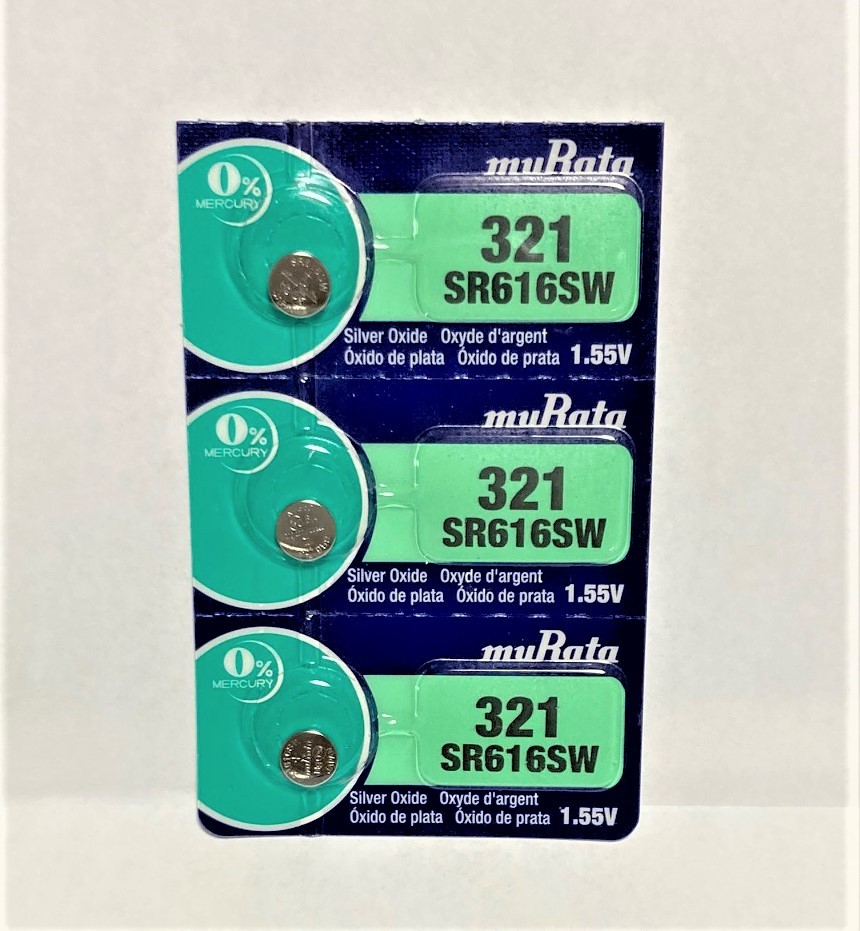 muRata
0%
MERCURY
321
SR616SW
Silver Oxide Oxyde d'argent
Óxido de plata Óxido de prata 1.55V
muRata
0%
MERCURY
321
SR616SW
Silver Oxide Oxyde d'argent
Óxido de plata Óxido de prata 1.55V
muRata
0%
MERCURY
321
SR616SW
Silver Oxide Oxyde d'argent
Óxido de plata Óxido de prata 1.55V